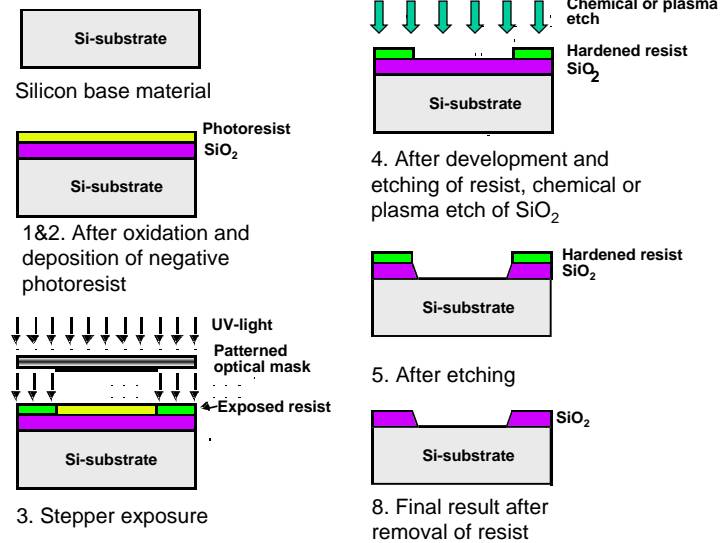 Si-substrate
Silicon base material
Photoresist
SiO2
Si-substrate
1&2. After oxidation and
deposition of negative
photoresist
UV-light
Patterned
optical mask
Exposed resist
Si-substrate
3. Stepper exposure
Chemical or plasma
etch
Hardened resist
SiO2
Si-substrate
4. After development and
etching of resist, chemical or
plasma etch of SiO2
Hardened resist
SiO2
Si-substrate
5. After etching
SiO2
Si-substrate
8. Final result after
removal of resist